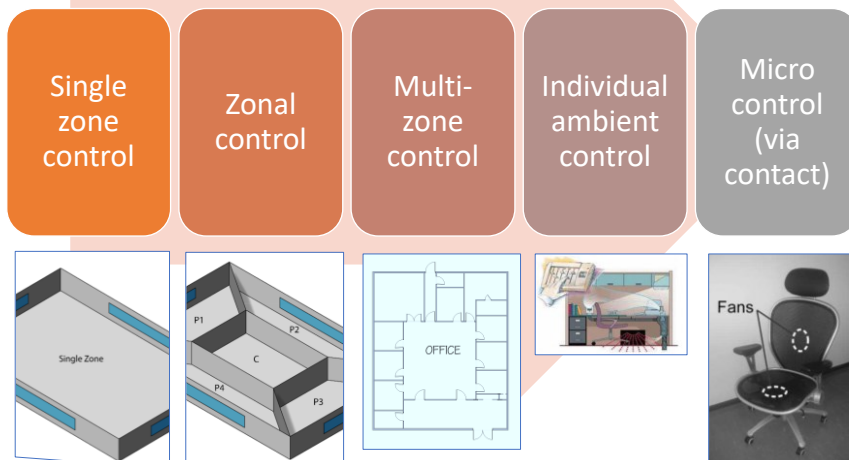 Single
zone
control
Zonal
control
Multi-
zone
control
Individual
ambient
control
Micro
control
(via
contact)
Single Zone
P1
P2
C
P4
P3
OFFICE
Fans